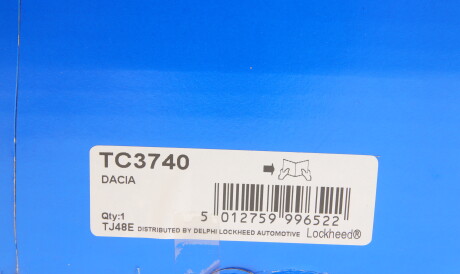 TC3740
DACIA
Qty:1
5 012759 996522
TJ48E DISTRIBUTED BY DELPHI LOCKHEED AUTOMOTIVE Lockheed®